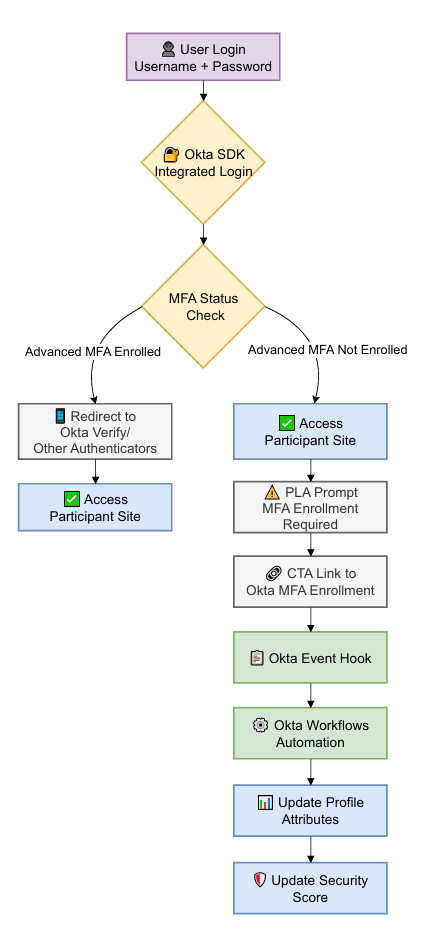 User Login
Username + Password
Okta SDK
Integrated Login
MFA Status
Check
Advanced MFA Enrolled
Advanced MFA Not Enrolled
Redirect to
Okta Verify/
Other Authenticators
Access
Participant Site
Access
Participant Site
PLA Prompt
MFA Enrollment
Required
CTA Link to
Okta MFA Enrollment
Okta Event Hook
Okta Workflows
Automation
Update Profile
Attributes
Update Security
Score